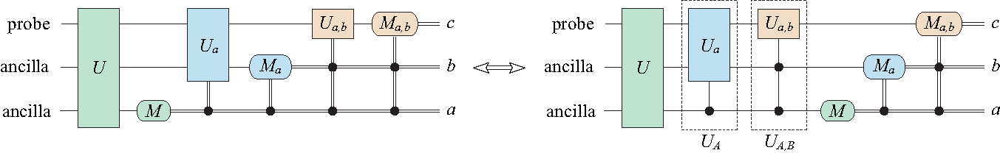 probe U_a U_{a,b} M_{a,b} c
ancilla U M_a b
ancilla M a
probe U_a U_{a,b} M_{a,b} c
ancilla U M_a b
ancilla M a
U_A U_{A,B}